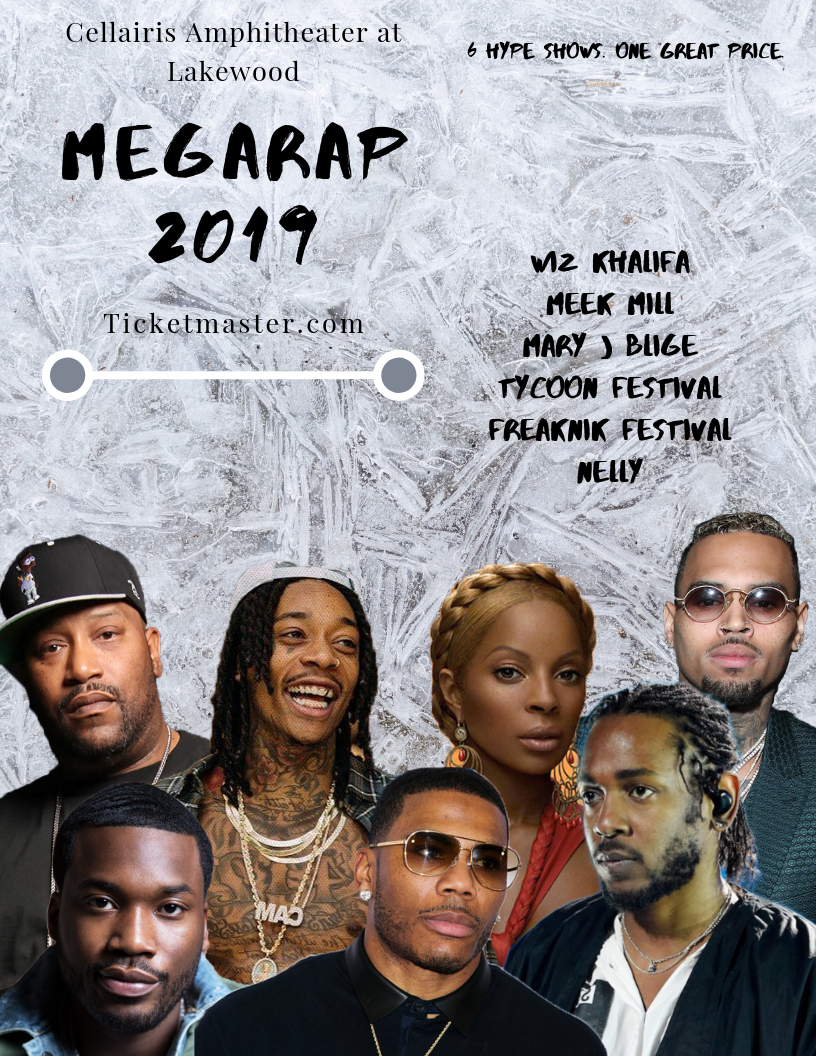 Cellairis Amphitheater at
Lakewood
MEGARAP
2019
Ticketmaster.com
6 HYPE SHOWS. ONE GREAT PRICE.
WIZ KHALIFA
MEEK MILL
MARY J BLIGE
TYCOON FESTIVAL
FREAKNIK FESTIVAL
NELLY